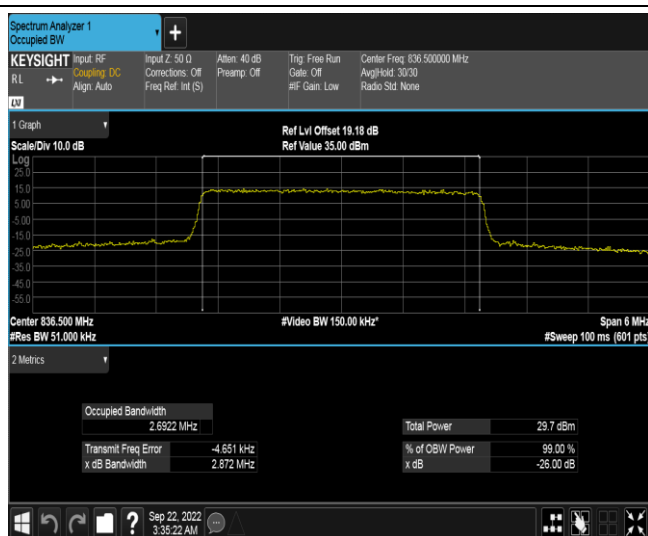 Spectrum Analyzer 1
Occupied BW
+
KEYSIGHT
RL
LXI
Input: RF
Coupling: DC
Align: Auto
Input Z: 50 Ω
Corrections: Off
Freq Ref: Int (S)
Atten: 40 dB
Preamp: Off
Trig: Free Run
Gate: Off
#IF Gain: Low
Center Freq: 836.500000 MHz
Avg|Hold: 30/30
Radio Std: None
1 Graph
Scale/Div 10.0 dB
Ref Lvl Offset 19.18 dB
Ref Value 35.00 dBm
Log
25.0
15.0
5.00
-5.00
-15.0
-25.0
-35.0
-45.0
-55.0
Center 836.500 MHz
#Video BW 150.00 kHz*
Span 6 MHz
#Res BW 51.000 kHz
#Sweep 100 ms (601 pts)
2 Metrics
Occupied Bandwidth
2.6922 MHz
Total Power 29.7 dBm
Transmit Freq Error -4.651 kHz
% of OBW Power 99.00 %
x dB Bandwidth 2.872 MHz
x dB -26.00 dB
?
Sep 22, 2022
3:35:22 AM